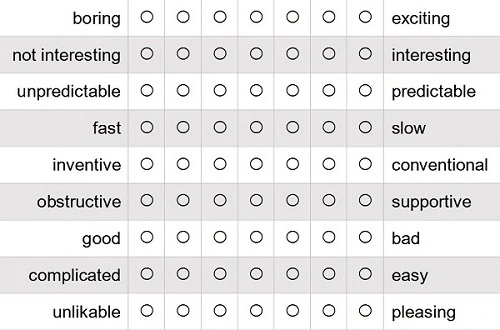 boring exciting
not interesting interesting
unpredictable predictable
fast slow
inventive conventional
obstructive supportive
good bad
complicated easy
unlikable pleasing